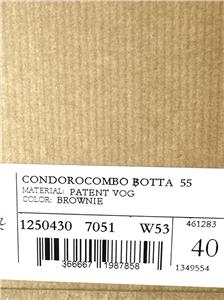 CONDOROCOMBO BOTTA 55
MATERIAL: PATENT VOG
COLOR: BROWNIE
1250430 7051 W53
461283
40
1349554
366667 1987858